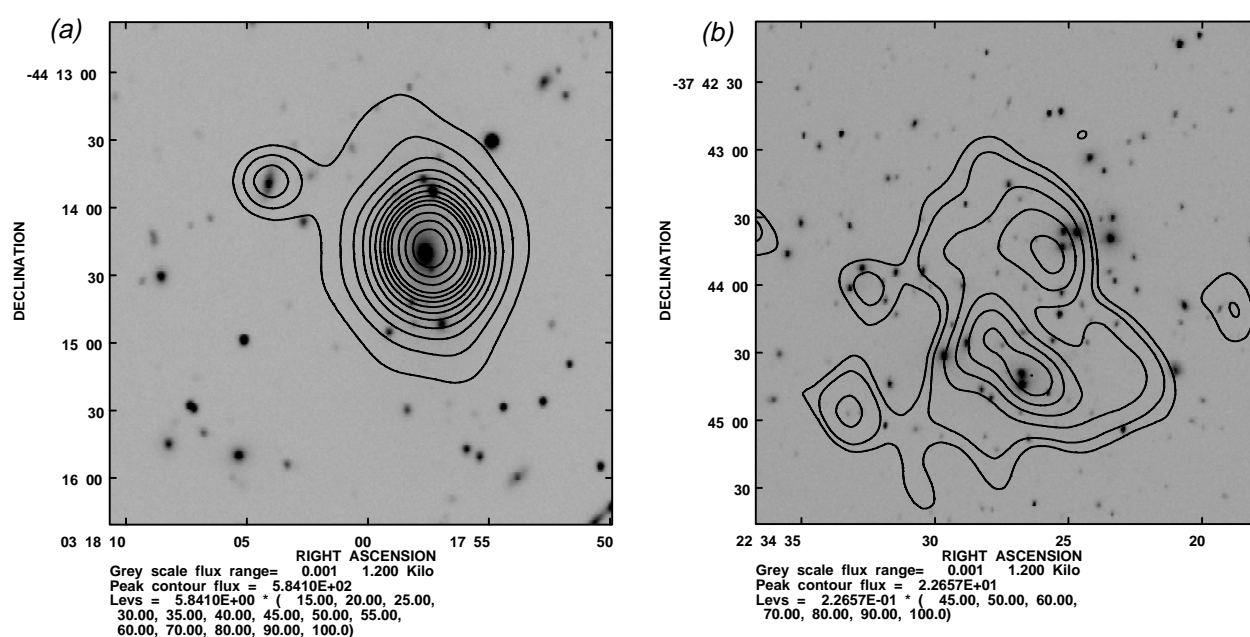 (a)
-44 13 00
30
14 00
30
15 00
30
16 00
DECLINATION
03 18 10
05
00
17 55
50
RIGHT ASCENSION
Grey scale flux range= 0.001 1.200 Kilo
Peak contour flux = 5.8410E+02
Levs = 5.8410E+00 * ( 15.00, 20.00, 25.00,
30.00, 35.00, 40.00, 45.00, 50.00, 55.00,
60.00, 70.00, 80.00, 90.00, 100.0)
(b)
-37 42 30
43 00
30
44 00
30
45 00
30
DECLINATION
22 34 35
30
25
20
RIGHT ASCENSION
Grey scale flux range= 0.001 1.200 Kilo
Peak contour flux = 2.2657E+01
Levs = 2.2657E-01 * ( 45.00, 50.00, 60.00,
70.00, 80.00, 90.00, 100.0)